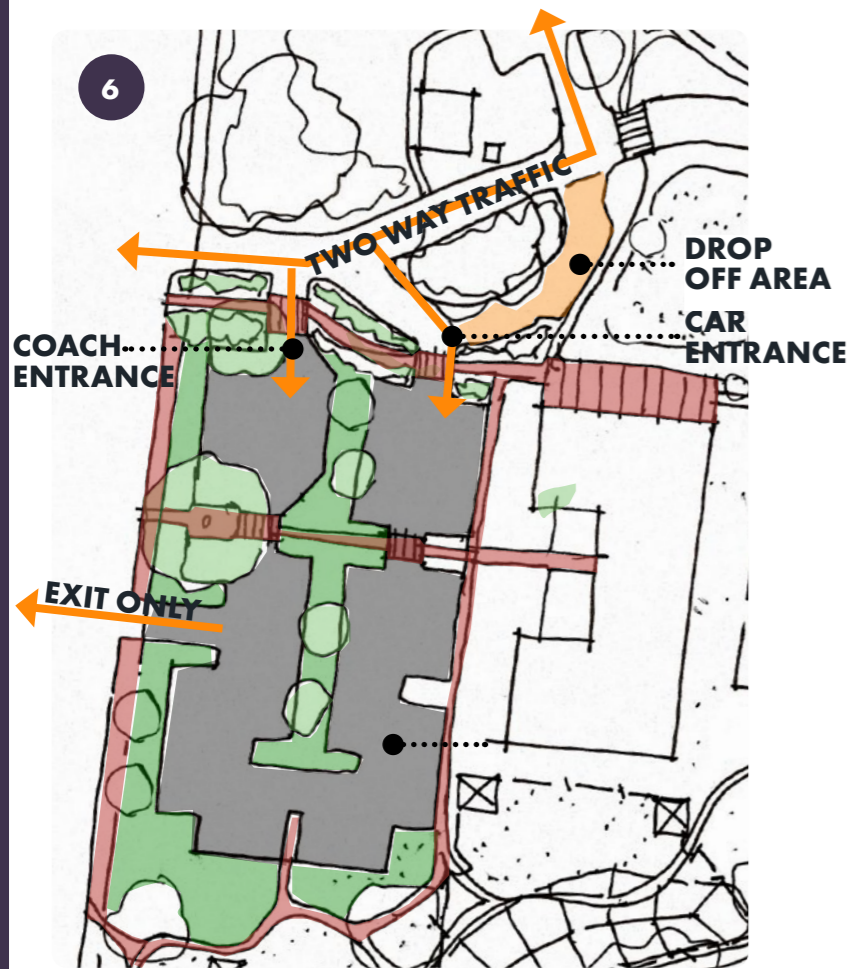 6
TWO WAY TRAFFIC
DROP
OFF AREA
CAR
ENTRANCE
COACH
ENTRANCE
EXIT ONLY